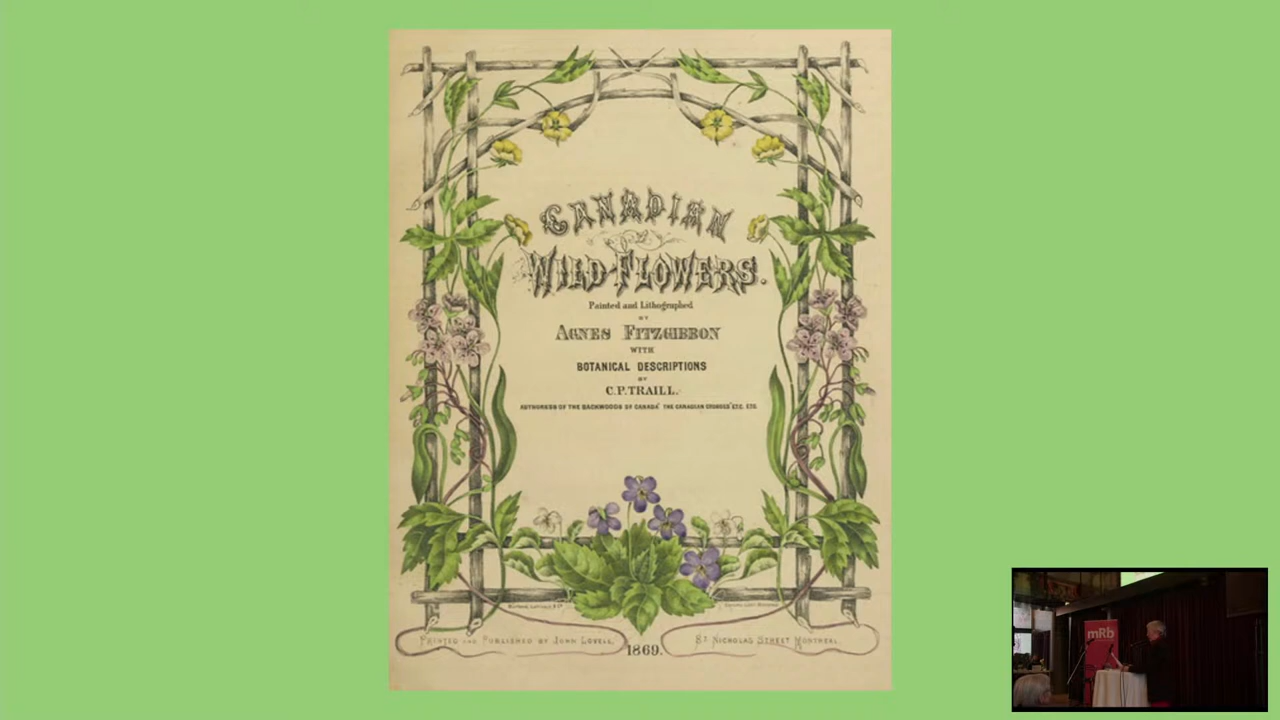 CANADIAN
WILD FLOWERS.
Painted and Lithographed
BY
AGNES FITZGIBBON
WITH
BOTANICAL DESCRIPTIONS
BY
C.P. TRAILL.
AUTHORESS OF THE BACKWOODS OF CANADA" THE CANADIAN CRUSOES" ETC. ETC.
PRINTED AND PUBLISHED BY JOHN LOVELL,
ST NICHOLAS STREET MONTREAL.
1869.
mRb